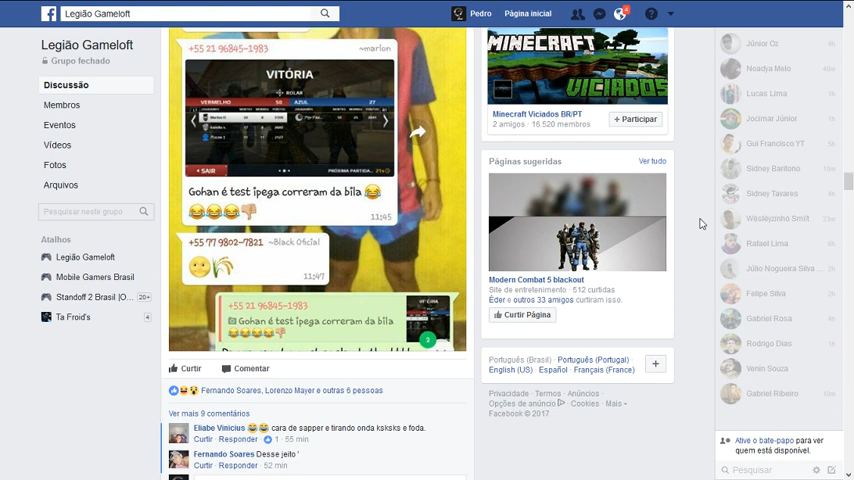 Legião Gameloft
Pedro
Página inicial
4
Legião Gameloft
Grupo fechado
Discussão
Membros
Eventos
Vídeos
Fotos
Arquivos
Pesquisar neste grupo
Atalhos
Legião Gameloft
Mobile Gamers Brasil
Standoff 2 Brasil |O...
20+
Ta Froid's
4
+55 21 96845-1983
~marlon
VITÓRIA
ROLAR
VERMELHO 50
AZUL 27
SAIR
PRÓXIMA PARTIDA...
Gohan é test ipega correram da bila 😂
😂😂😂👎
11:45
+55 77 9802-7821 ~Black Oficial
🌝🌾
11:47
+55 21 96845-1983
Gohan é test ipega correram da bila
😂😂😂😂👎
2
Curtir
Comentar
Fernando Soares, Lorenzo Mayer e outras 6 pessoas
Ver mais 9 comentários
Eliabe Vinicius 😂😂 cara de sapper e tirando onda ksksks e foda.
Curtir · Responder · 1 · 55 min
Fernando Soares Desse jeito '
Curtir · Responder · 52 min
MINECRAFT
VICIADOS
Minecraft Viciados BR/PT
2 amigos · 16.520 membros
+ Participar
Páginas sugeridas
Ver tudo
Modern Combat 5 blackout
Site de entretenimento · 512 curtidas
Éder e outros 33 amigos curtiram isso.
Curtir Página
Português (Brasil) · Português (Portugal) ·
English (US) · Español · Français (France)
+
Privacidade · Termos · Anúncios ·
Opções de anúncio · Cookies · Mais
Facebook © 2017
Júnior Oz
Noadya Melo
Lucas Lima
Jocimar Júnior
Gui Francisco YT
Sidney Baritono
Sidney Tavares
Wesleyzinho Smilt
Rafael Lima
Júlio Nogueira Silva ...
Felipe Silva
Gabriel Rosa
Rodrigo Dias
Venin Souza
Gabriel Ribeiro
Ative o bate-papo para ver
quem está disponível.
Pesquisar